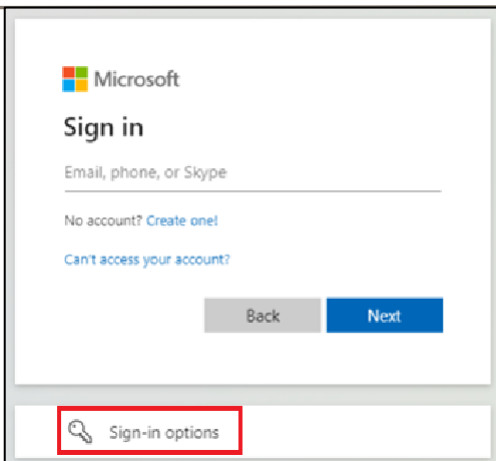 Microsoft
Sign in
Email, phone, or Skype
No account? Create one!
Can't access your account?
Back Next
Sign-in options